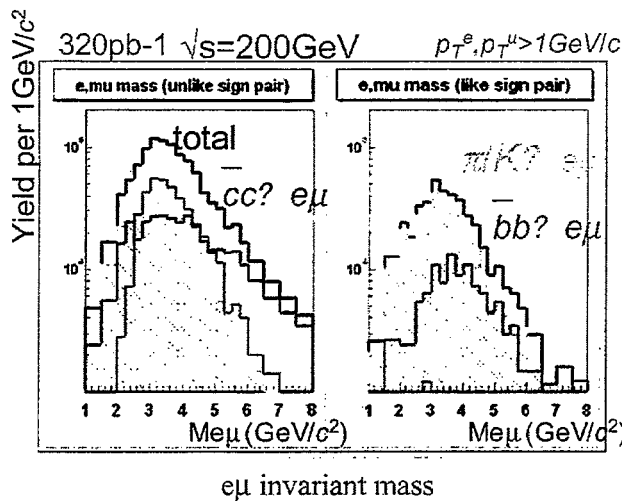 320pb-1 √s=200GeV
p_T^e,p_T^μ>1GeV/c
e,mu mass (unlike sign pair)
e,mu mass (like sign pair)
Yield per 1GeV/c²
total
c̄c? eμ
π/K? eμ
b̄b? eμ
1 2 3 4 5 6 7 8
1 2 3 4 5 6 7 8
Meμ (GeV/c²)
Meμ (GeV/c²)
eμ invariant mass